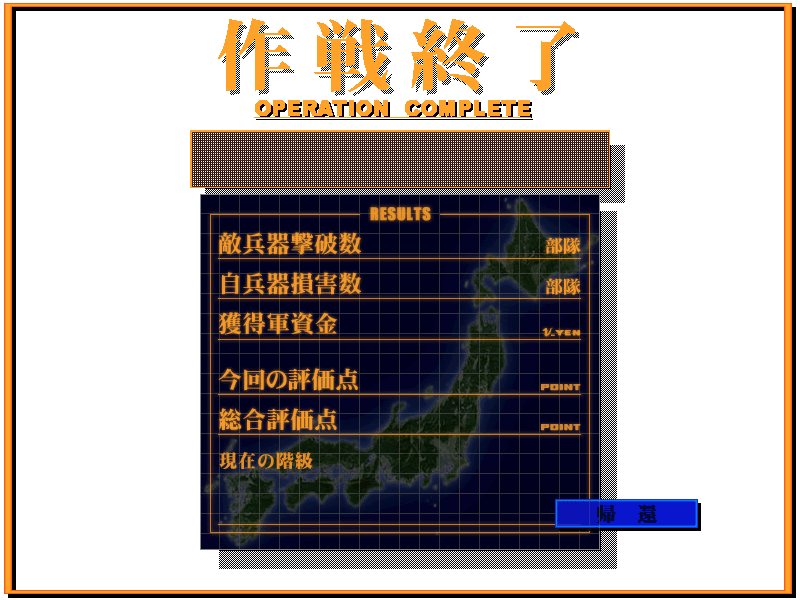 作戦終了
OPERATION COMPLETE
RESULTS
敵兵器撃破数 部隊
自兵器損害数 部隊
獲得軍資金 V-YEN
今回の評価点 POINT
総合評価点 POINT
現在の階級
帰還